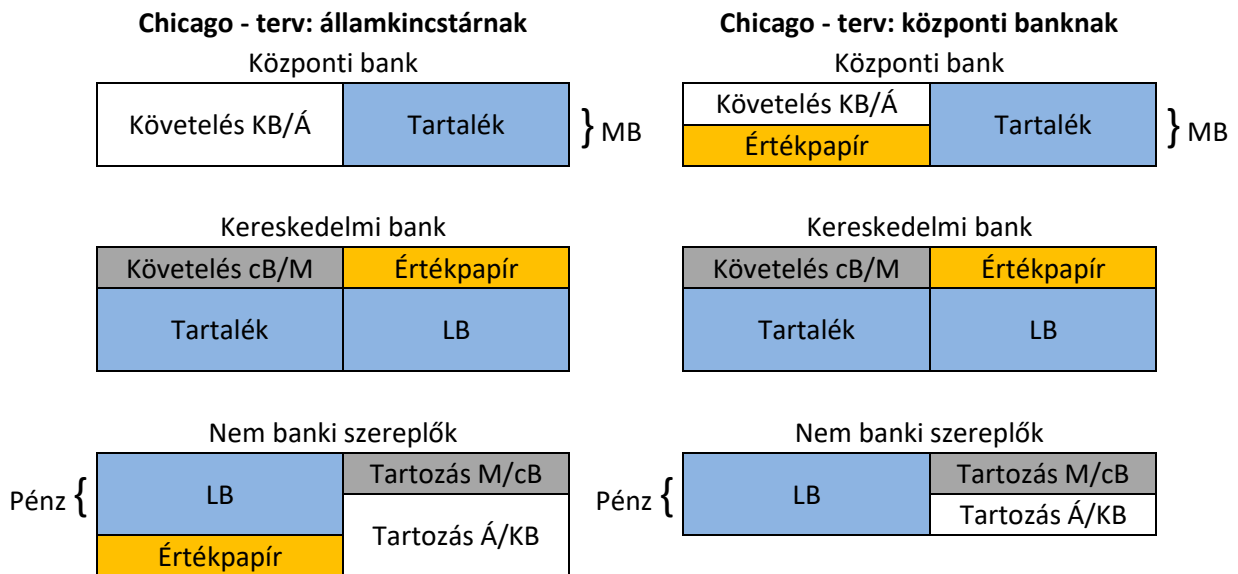 Chicago - terv: államkincstárnak
Központi bank
Követelés KB/Á
Tartalék
} MB
Kereskedelmi bank
Követelés cB/M
Értékpapír
Tartalék
LB
Nem banki szereplők
Pénz {
LB
Tartozás M/cB
Tartozás Á/KB
Értékpapír
Chicago - terv: központi banknak
Központi bank
Követelés KB/Á
Értékpapír
Tartalék
} MB
Kereskedelmi bank
Követelés cB/M
Értékpapír
Tartalék
LB
Nem banki szereplők
Pénz {
LB
Tartozás M/cB
Tartozás Á/KB